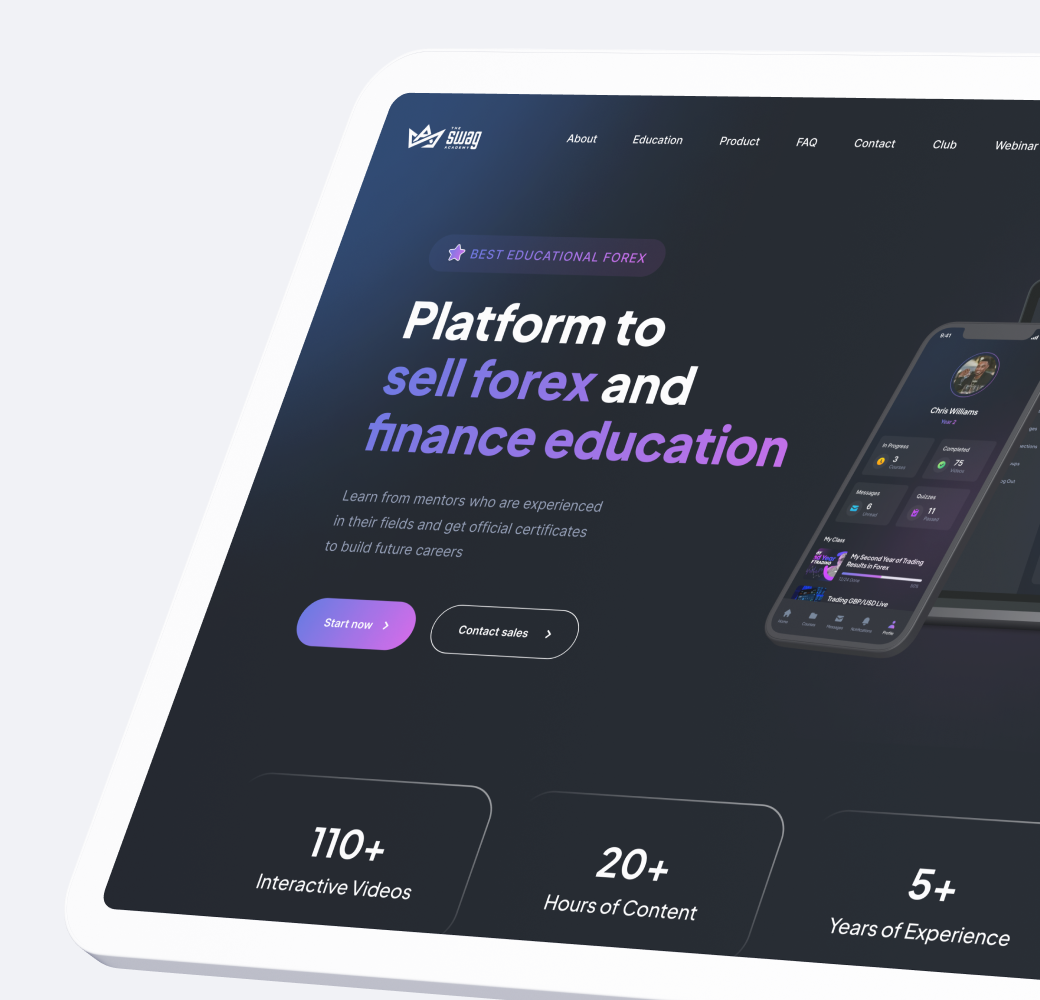 THE
swag
ACADEMY
About
Education
Product
FAQ
Contact
Club
Webinar
BEST EDUCATIONAL FOREX
Platform to
sell forex and
finance education
Learn from mentors who are experienced
in their fields and get official certificates
to build future careers
Start now
Contact sales
9:41
Chris Williams
Year 2
In Progress
3
Courses
Completed
75
Videos
Messages
6
Unread
Quizzes
11
Passed
My Class
My Second Year of Trading
Results in Forex
Trading GBP/USD Live
Home
Courses
Messages
Notifications
Profile
110+
Interactive Videos
20+
Hours of Content
5+
Years of Experience